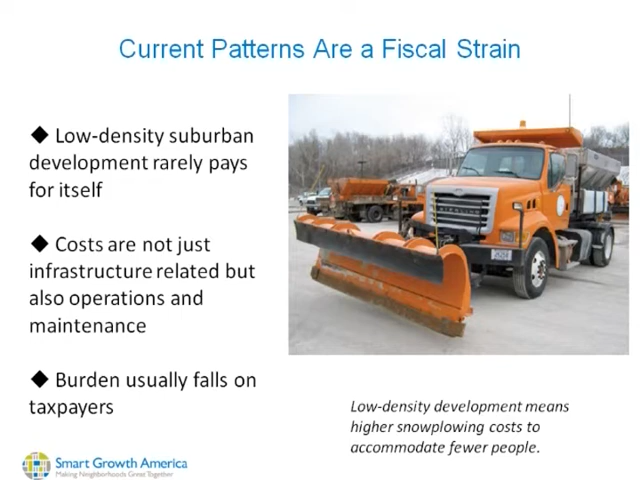 Current Patterns Are a Fiscal Strain
◆ Low-density suburban
development rarely pays
for itself
◆ Costs are not just
infrastructure related but
also operations and
maintenance
◆ Burden usually falls on
taxpayers
STERLING
Low-density development means
higher snowplowing costs to
accommodate fewer people.
Smart Growth America
Making Neighborhoods Great Together